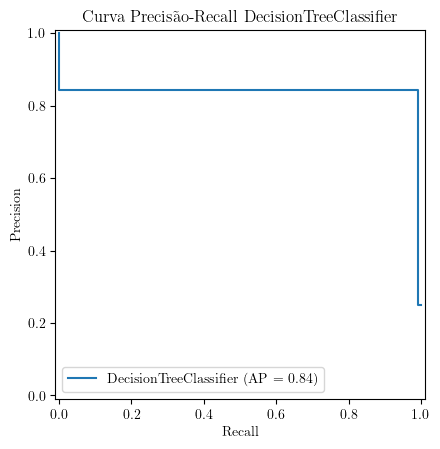 Curva Precisão-Recall DecisionTreeClassifier
1.0
0.8
0.6
0.4
0.2
0.0
Precision
DecisionTreeClassifier (AP = 0.84)
0.0 0.2 0.4 0.6 0.8 1.0
Recall